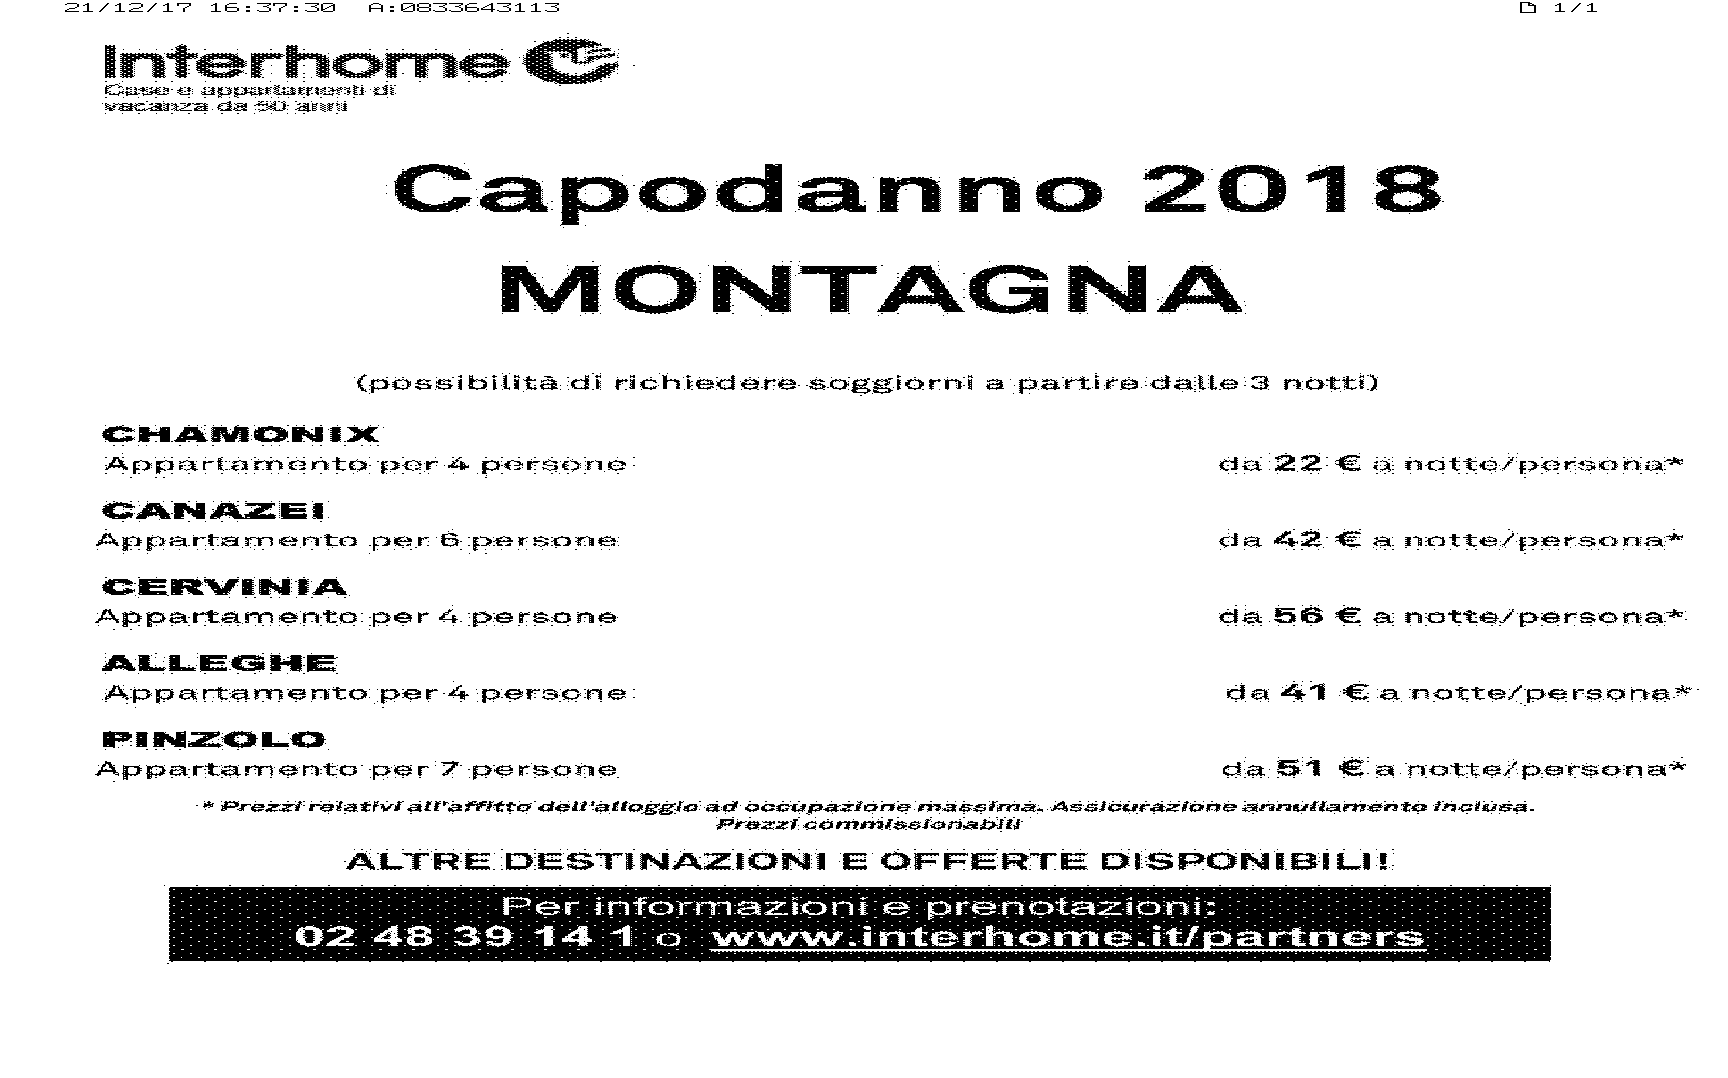 21/12/17 16:37:30 A:0833643113 1/1
Interhome
Case e appartamenti di
vacanza da 50 anni
Capodanno 2018
MONTAGNA
(possibilità di richiedere soggiorni a partire dalle 3 notti)
CHAMONIX
Appartamento per 4 persone da 22 € a notte/persona*
CANAZEI
Appartamento per 6 persone da 42 € a notte/persona*
CERVINIA
Appartamento per 4 persone da 56 € a notte/persona*
ALLEGHE
Appartamento per 4 persone da 41 € a notte/persona*
PINZOLO
Appartamento per 7 persone da 51 € a notte/persona*
* Prezzi relativi all'affitto dell'alloggio ad occupazione massima. Assicurazione annullamento inclusa.
Prezzi commissionabili
ALTRE DESTINAZIONI E OFFERTE DISPONIBILI!
Per informazioni e prenotazioni:
02 48 39 14 1 o www.interhome.it/partners